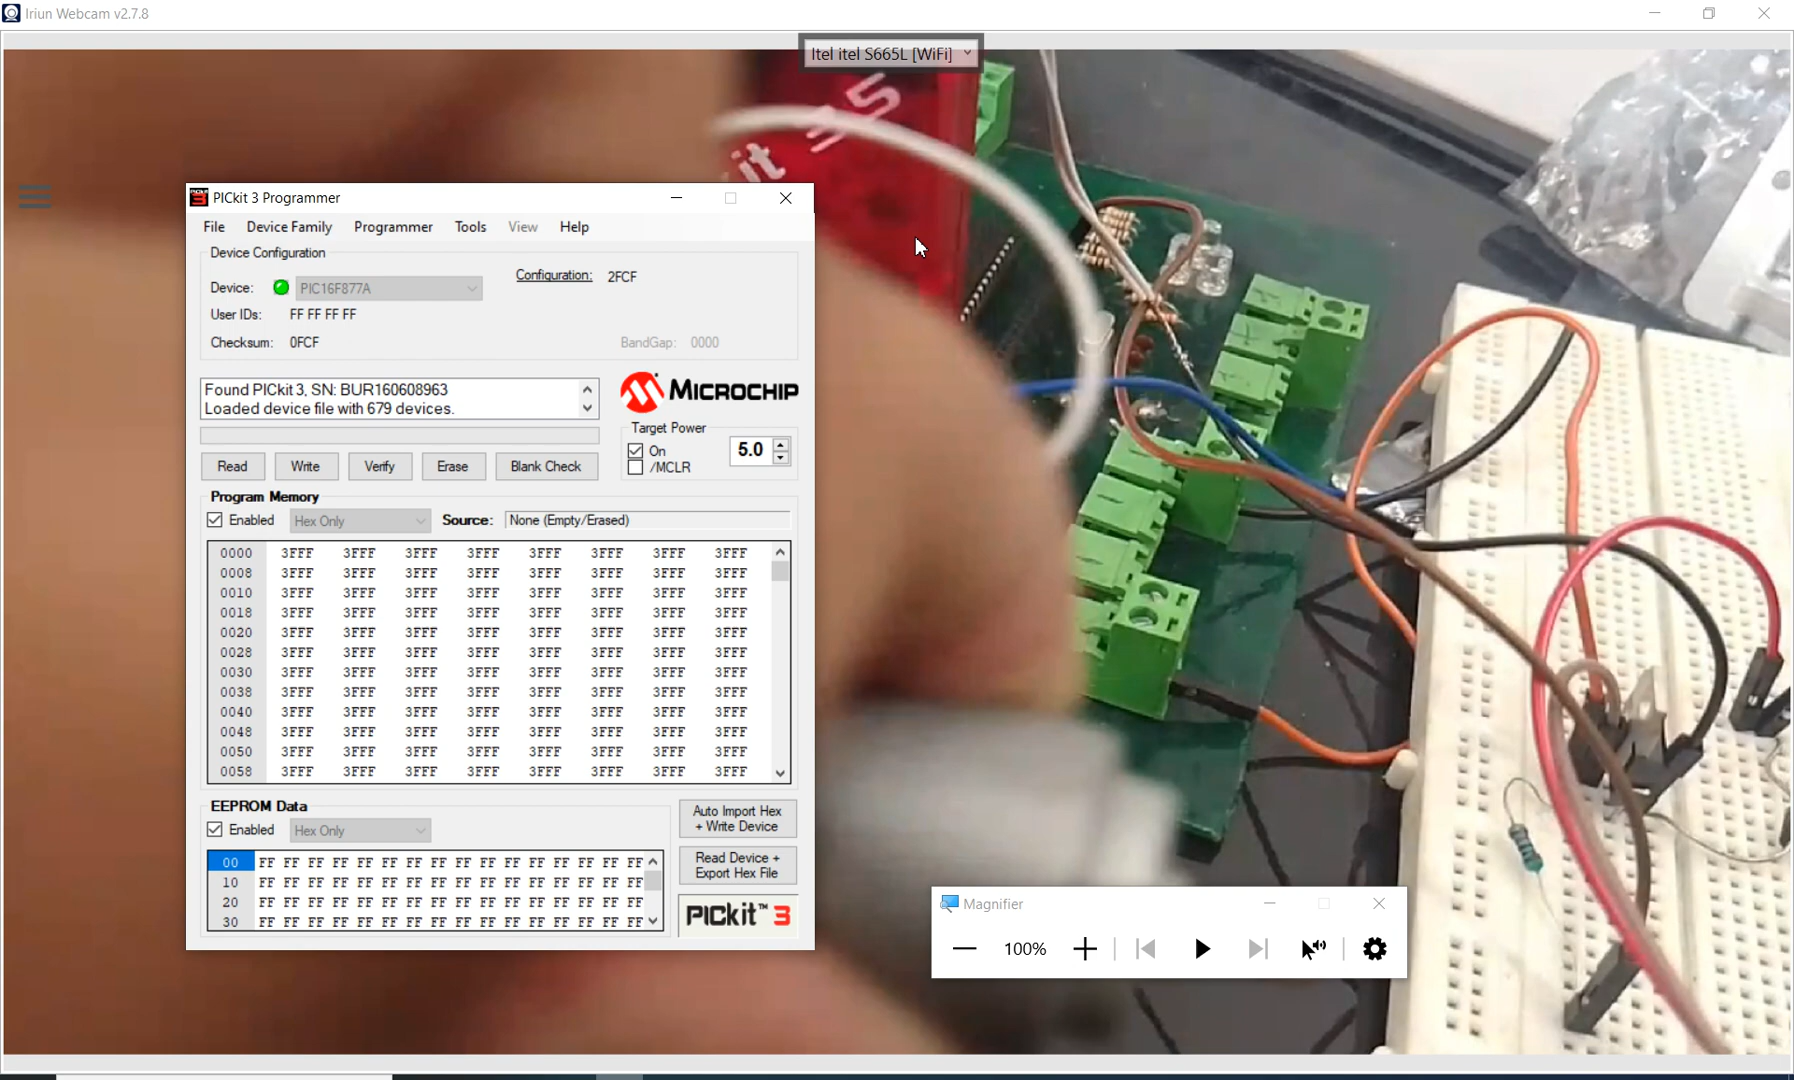 Iriun Webcam v2.7.8
Itel itel S665L [WiFi]
it 3.5
PICkit 3 Programmer
File Device Family Programmer Tools View Help
Device Configuration
Device: PIC16F877A
Configuration: 2FCF
User IDs: FF FF FF FF
Checksum: 0FCF
BandGap: 0000
Found PICkit 3, SN: BUR160608963
Loaded device file with 679 devices.
MICROCHIP
Target Power
On
/MCLR
5.0
Read Write Verify Erase Blank Check
Program Memory
Enabled Hex Only Source: None (Empty/Erased)
0000 3FFF 3FFF 3FFF 3FFF 3FFF 3FFF 3FFF 3FFF
0008 3FFF 3FFF 3FFF 3FFF 3FFF 3FFF 3FFF 3FFF
0010 3FFF 3FFF 3FFF 3FFF 3FFF 3FFF 3FFF 3FFF
0018 3FFF 3FFF 3FFF 3FFF 3FFF 3FFF 3FFF 3FFF
0020 3FFF 3FFF 3FFF 3FFF 3FFF 3FFF 3FFF 3FFF
0028 3FFF 3FFF 3FFF 3FFF 3FFF 3FFF 3FFF 3FFF
0030 3FFF 3FFF 3FFF 3FFF 3FFF 3FFF 3FFF 3FFF
0038 3FFF 3FFF 3FFF 3FFF 3FFF 3FFF 3FFF 3FFF
0040 3FFF 3FFF 3FFF 3FFF 3FFF 3FFF 3FFF 3FFF
0048 3FFF 3FFF 3FFF 3FFF 3FFF 3FFF 3FFF 3FFF
0050 3FFF 3FFF 3FFF 3FFF 3FFF 3FFF 3FFF 3FFF
0058 3FFF 3FFF 3FFF 3FFF 3FFF 3FFF 3FFF 3FFF
EEPROM Data
Enabled Hex Only
00 FF FF FF FF FF FF FF FF FF FF FF FF FF FF FF FF
10 FF FF FF FF FF FF FF FF FF FF FF FF FF FF FF FF
20 FF FF FF FF FF FF FF FF FF FF FF FF FF FF FF FF
30 FF FF FF FF FF FF FF FF FF FF FF FF FF FF FF FF
Auto Import Hex
+ Write Device
Read Device +
Export Hex File
PICkit™ 3
Magnifier
100%